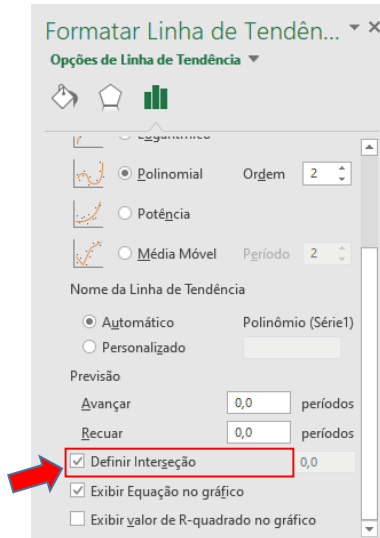 Formatar Linha de Tendên...
Opções de Linha de Tendência
Polinomial Ordem 2
Potência
Média Móvel Período 2
Nome da Linha de Tendência
Automático Polinômio (Série1)
Personalizado
Previsão
Avançar 0,0 períodos
Recuar 0,0 períodos
Definir Interseção 0,0
Exibir Equação no gráfico
Exibir valor de R-quadrado no gráfico